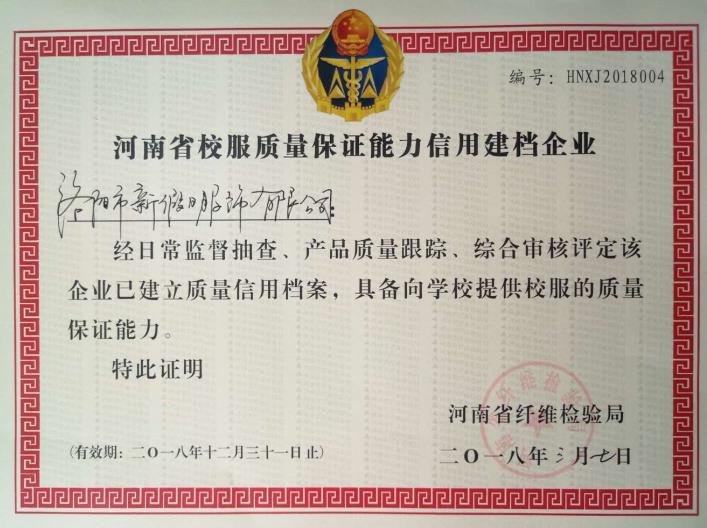 编号：HNXJ2018004
河南省校服质量保证能力信用建档企业
洛阳市新假日服饰有限公司：
经日常监督抽查、产品质量跟踪、综合审核评定该
企业已建立质量信用档案，具备向学校提供校服的质量
保证能力。
特此证明
河南省纤维检验局
(有效期：二〇一八年十二月三十一日止)
二〇一八年三月七日